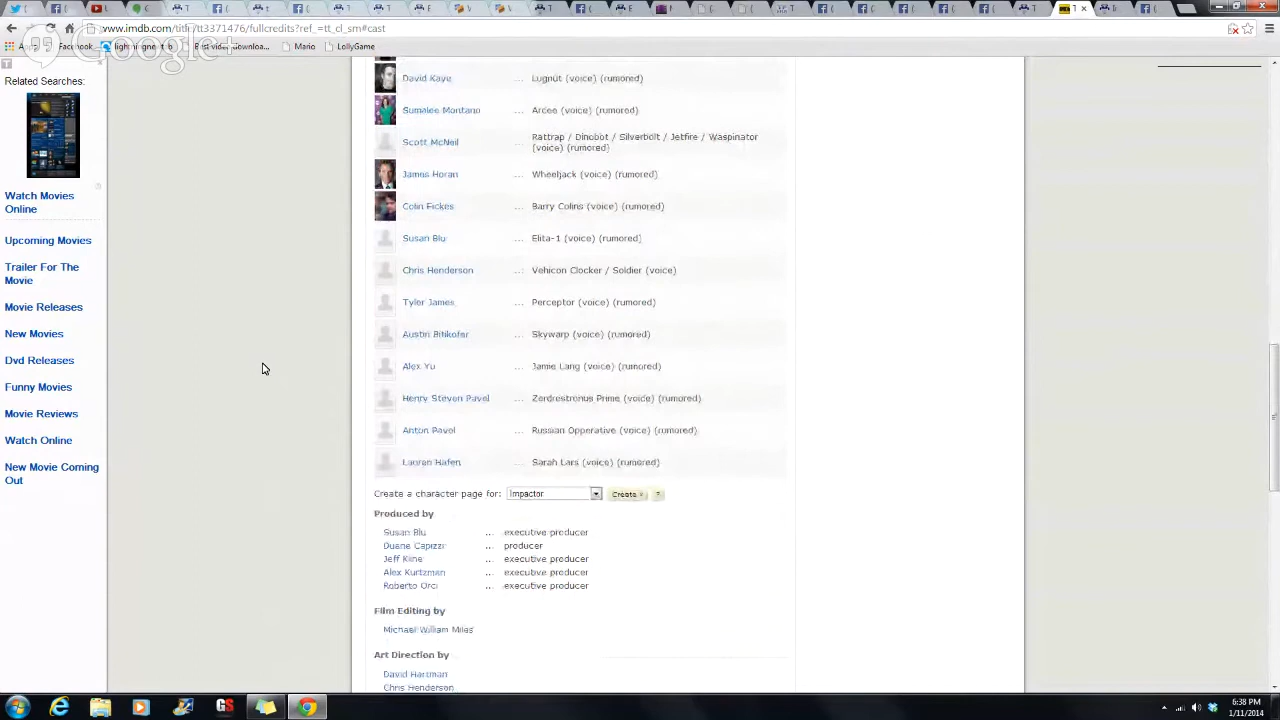 www.imdb.com/title/tt3371476/fullcredits?ref_=tt_cl_sm#cast
Google+
Facebook
Mario
LollyGame
Related Searches:
Watch Movies
Online
Upcoming Movies
Trailer For The
Movie
Movie Releases
New Movies
Dvd Releases
Funny Movies
Movie Reviews
Watch Online
New Movie Coming
Out
David Kaye ... Lugnut (voice) (rumored)
Sumalee Montano ... Arcee (voice) (rumored)
Scott McNeil ... Rattrap / Dinobot / Silverbolt / Jetfire / Waspinator
(voice) (rumored)
James Horan ... Wheeljack (voice) (rumored)
Colin Fickes ... Barry Colins (voice) (rumored)
Susan Blu ... Elita-1 (voice) (rumored)
Chris Henderson ... Vehicon Clocker / Soldier (voice)
Tyler James ... Perceptor (voice) (rumored)
Austin Bitikofer ... Skywarp (voice) (rumored)
Alex Yu ... Jamie Lang (voice) (rumored)
Henry Steven Pavel ... Zerdrestronus Prime (voice) (rumored)
Anton Pavol ... Russian Opperative (voice) (rumored)
Lauren Hafen ... Sarah Lars (voice) (rumored)
Create a character page for: Impactor Create » ?
Produced by
Susan Blu ... executive producer
Duane Capizzi ... producer
Jeff Kline ... executive producer
Alex Kurtzman ... executive producer
Roberto Orci ... executive producer
Film Editing by
Michael William Miles
Art Direction by
David Hartman
Chris Henderson
GS
6:38 PM
1/11/2014